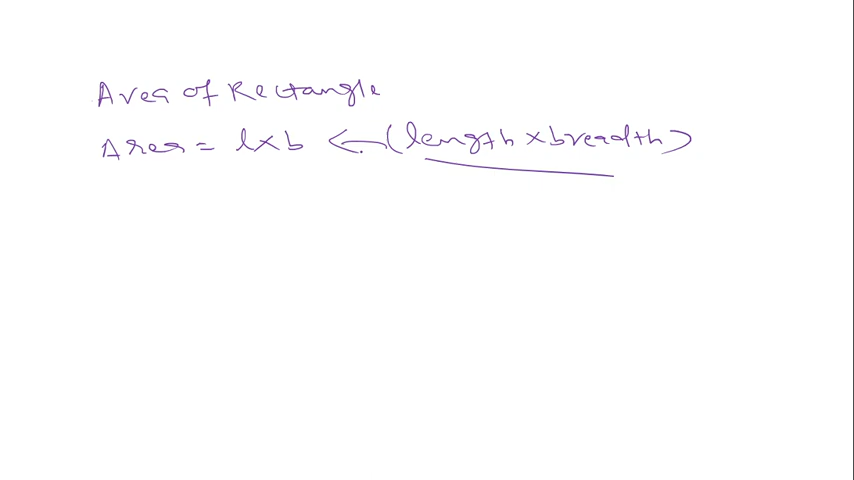 Area of Rectangle
Area = l × b ← (length × breadth)